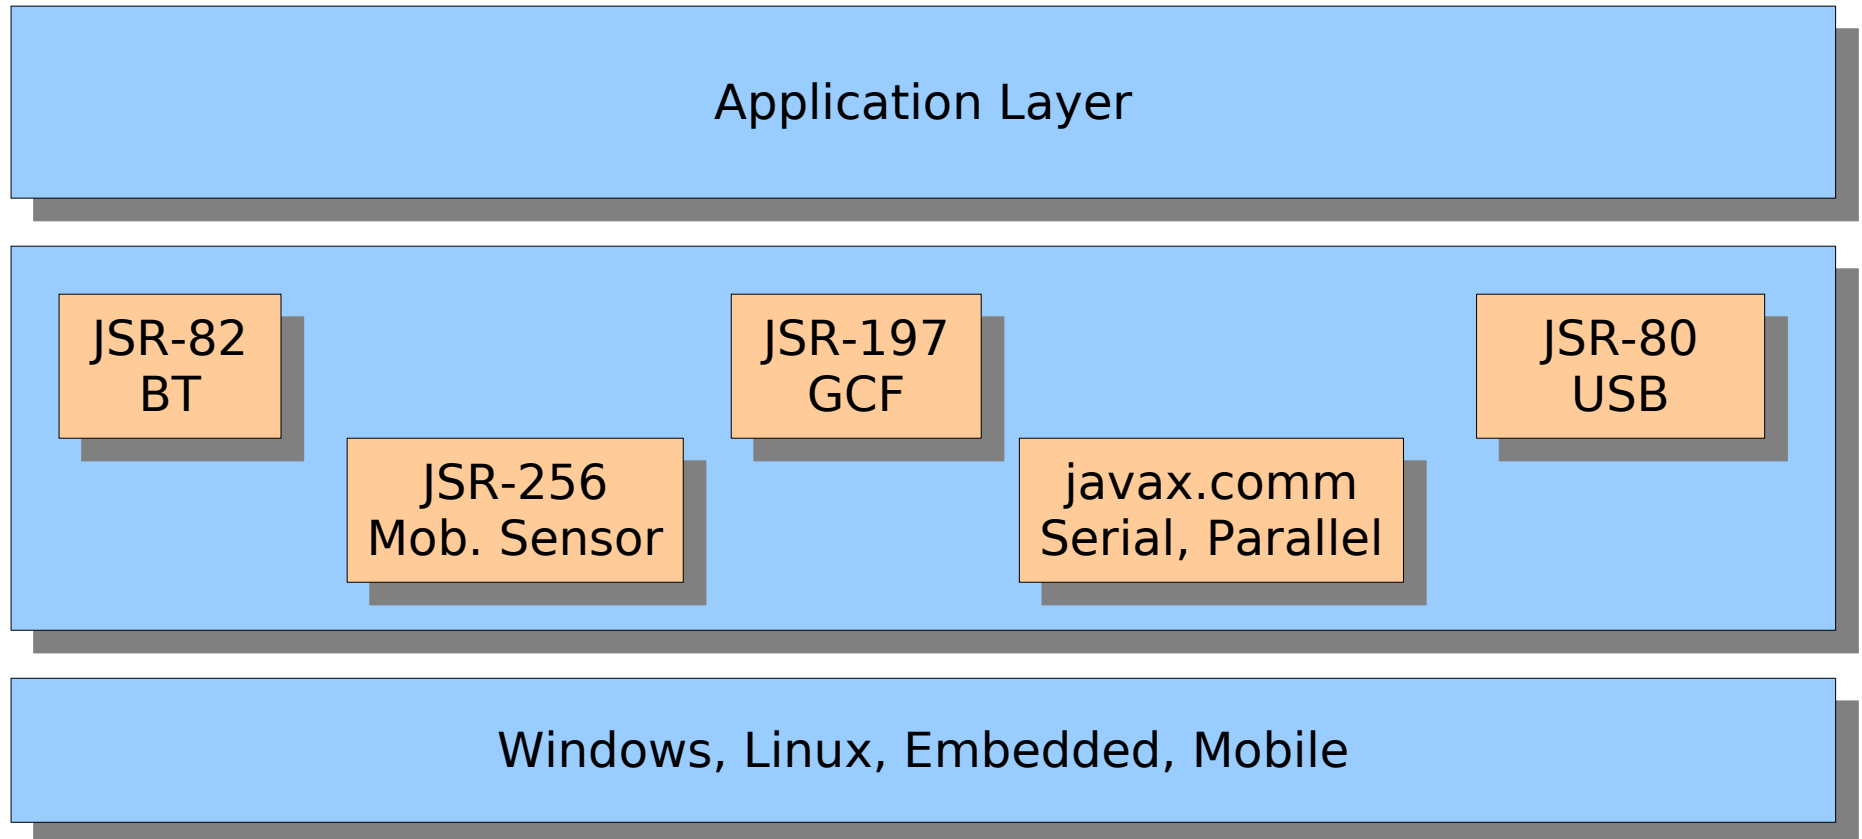 Application Layer
JSR-82
BT
JSR-197
GCF
JSR-80
USB
JSR-256
Mob. Sensor
javax.comm
Serial, Parallel
Windows, Linux, Embedded, Mobile